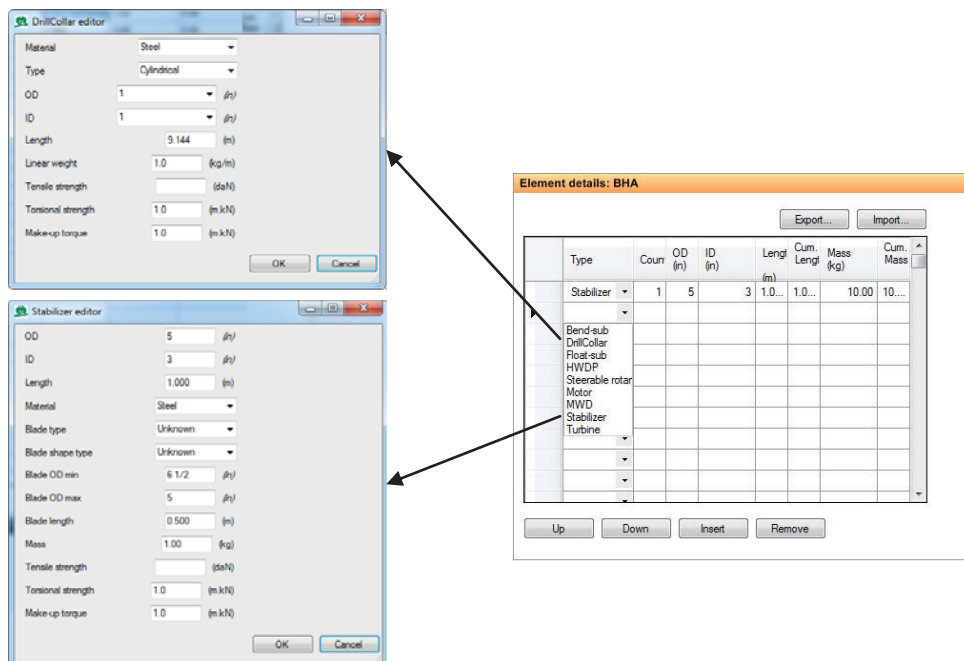 DrillCollar editor
Material Steel
Type Cylindrical
OD 1 (in)
ID 1 (in)
Length 9.144 (m)
Linear weight 1.0 (kg/m)
Tensile strength (daN)
Torsional strength 1.0 (m.kN)
Make-up torque 1.0 (m.kN)
OK Cancel
Stabilizer editor
OD 5 (in)
ID 3 (in)
Length 1.000 (m)
Material Steel
Blade type Unknown
Blade shape type Unknown
Blade OD min 6 1/2 (in)
Blade OD max 5 (in)
Blade length 0.500 (m)
Mass 1.00 (kg)
Tensile strength (daN)
Torsional strength 1.0 (m.kN)
Make-up torque 1.0 (m.kN)
OK Cancel
Element details: BHA
Export... Import...
Type Coun OD (in) ID (in) Lengt (m) Cum. Lengt Mass (kg) Cum. Mass
Stabilizer 1 5 3 1.0... 1.0... 10.00 10....
Bend-sub
DrillCollar
Float-sub
HWDP
Steerable rotar
Motor
MWD
Stabilizer
Turbine
Up Down Insert Remove